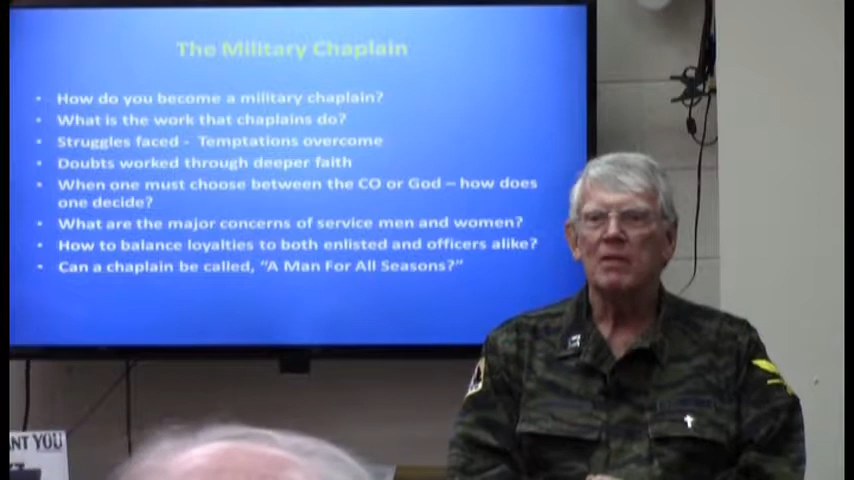 The Military Chaplain
• How do you become a military chaplain?
• What is the work that chaplains do?
• Struggles faced - Temptations overcome
• Doubts worked through deeper faith
• When one must choose between the CO or God – how does
one decide?
• What are the major concerns of service men and women?
• How to balance loyalties to both enlisted and officers alike?
• Can a chaplain be called, "A Man For All Seasons?"
ANT YOU